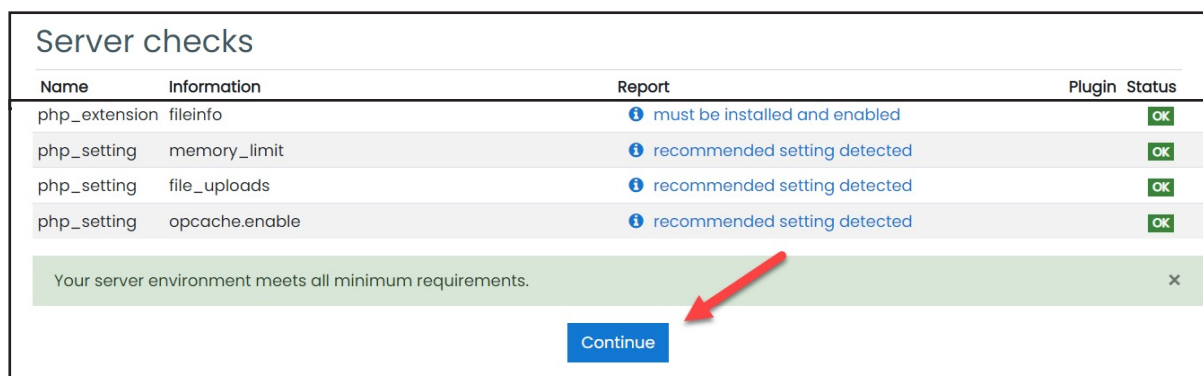 Server checks
Name Information Report Plugin Status
php_extension fileinfo must be installed and enabled OK
php_setting memory_limit recommended setting detected OK
php_setting file_uploads recommended setting detected OK
php_setting opcache.enable recommended setting detected OK
Your server environment meets all minimum requirements. ×
Continue